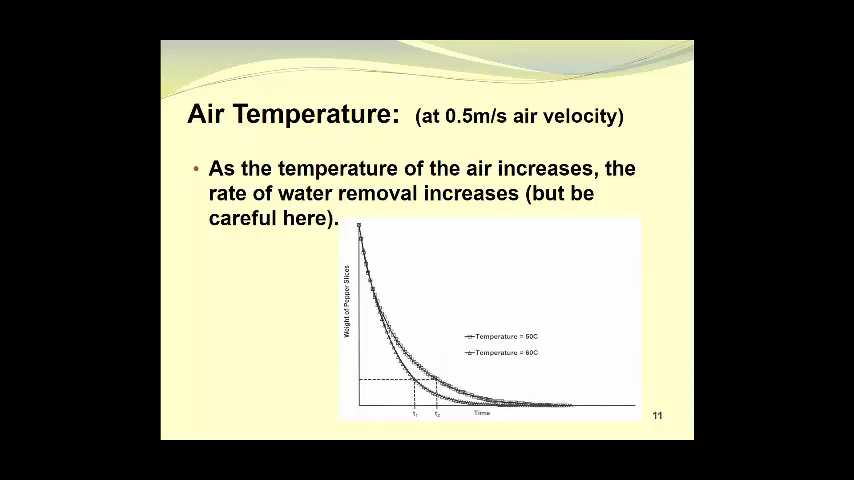 Air Temperature: (at 0.5m/s air velocity)
• As the temperature of the air increases, the
rate of water removal increases (but be
careful here).
Weight of Pepper Slices
Temperature = 50C
Temperature = 60C
t1 t2 Time
11